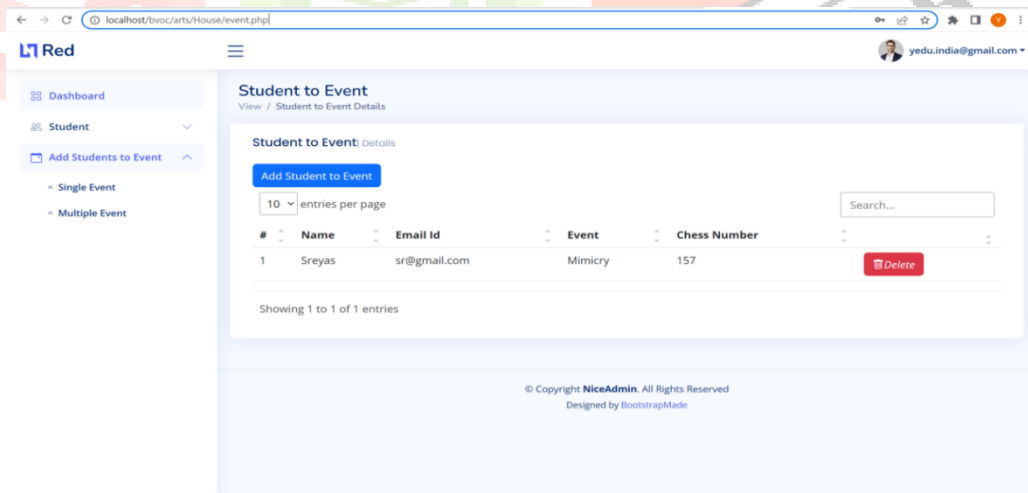 localhost/bvoc/arts/House/event.php
Red
yedu.india@gmail.com
Dashboard
Student
Add Students to Event
Single Event
Multiple Event
Student to Event
View / Student to Event Details
Student to Event| Details
Add Student to Event
10 entries per page
Search...
# Name Email Id Event Chess Number
1 Sreyas sr@gmail.com Mimicry 157 Delete
Showing 1 to 1 of 1 entries
© Copyright NiceAdmin. All Rights Reserved
Designed by BootstrapMade